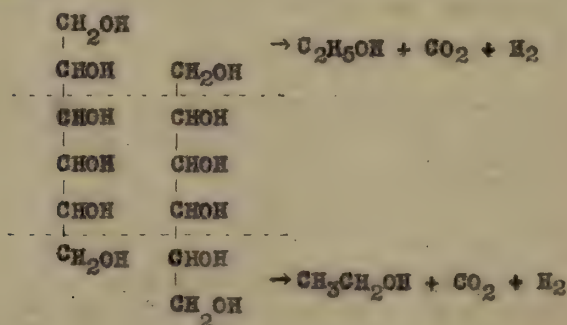 CH₂OH
→ C₂H₅OH + CO₂ + H₂
CHOH CH₂OH
CHOH CHOH
CHOH CHOH
CHOH CHOH
CH₂OH CHOH
→ CH₃CH₂OH + CO₂ + H₂
CH₂OH